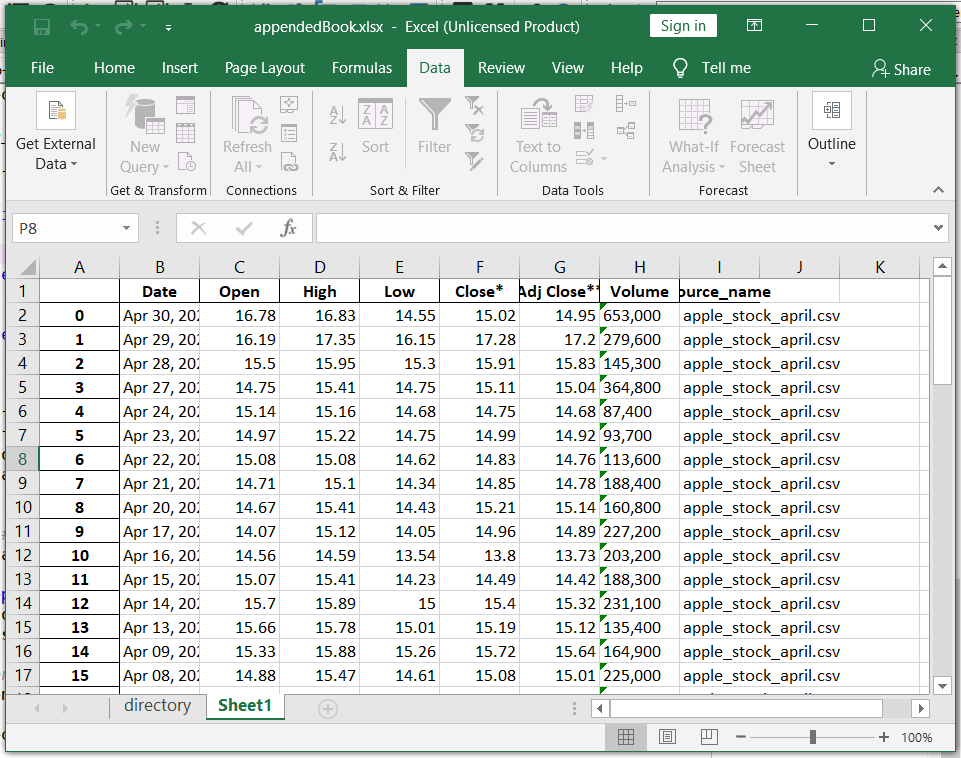 appendedBook.xlsx - Excel (Unlicensed Product) Sign in
File Home Insert Page Layout Formulas Data Review View Help Tell me Share
Get External Data
New Query
Refresh All
Sort
Filter
Text to Columns
What-If Analysis
Forecast Sheet
Outline
Get & Transform Connections Sort & Filter Data Tools Forecast
P8 fx
A B C D E F G H I J K
1 Date Open High Low Close* Adj Close** Volume ource_name
2 0 Apr 30, 202 16.78 16.83 14.55 15.02 14.95 653,000 apple_stock_april.csv
3 1 Apr 29, 202 16.19 17.35 16.15 17.28 17.2 279,600 apple_stock_april.csv
4 2 Apr 28, 202 15.5 15.95 15.3 15.91 15.83 145,300 apple_stock_april.csv
5 3 Apr 27, 202 14.75 15.41 14.75 15.11 15.04 364,800 apple_stock_april.csv
6 4 Apr 24, 202 15.14 15.16 14.68 14.75 14.68 87,400 apple_stock_april.csv
7 5 Apr 23, 202 14.97 15.22 14.75 14.99 14.92 93,700 apple_stock_april.csv
8 6 Apr 22, 202 15.08 15.08 14.62 14.83 14.76 113,600 apple_stock_april.csv
9 7 Apr 21, 202 14.71 15.1 14.34 14.85 14.78 188,400 apple_stock_april.csv
10 8 Apr 20, 202 14.67 15.41 14.43 15.21 15.14 160,800 apple_stock_april.csv
11 9 Apr 17, 202 14.07 15.12 14.05 14.96 14.89 227,200 apple_stock_april.csv
12 10 Apr 16, 202 14.56 14.59 13.54 13.8 13.73 203,200 apple_stock_april.csv
13 11 Apr 15, 202 15.07 15.41 14.23 14.49 14.42 188,300 apple_stock_april.csv
14 12 Apr 14, 202 15.7 15.89 15 15.4 15.32 231,100 apple_stock_april.csv
15 13 Apr 13, 202 15.66 15.78 15.01 15.19 15.12 135,400 apple_stock_april.csv
16 14 Apr 09, 202 15.33 15.88 15.26 15.72 15.64 164,900 apple_stock_april.csv
17 15 Apr 08, 202 14.88 15.47 14.61 15.08 15.01 225,000 apple_stock_april.csv
directory Sheet1
100%